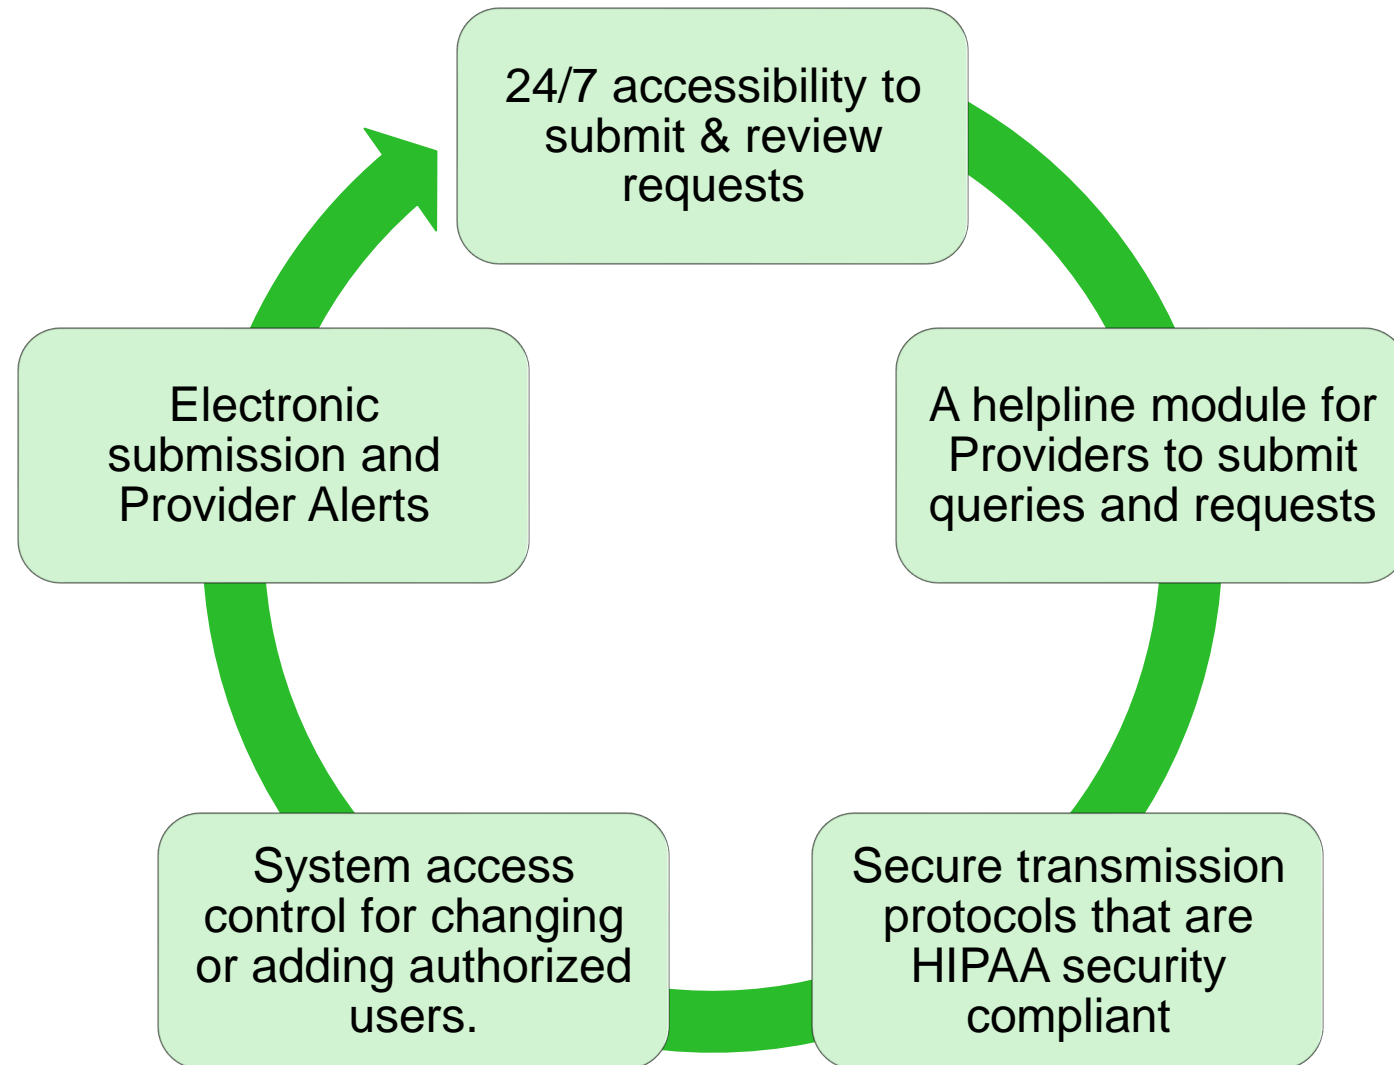 24/7 accessibility to
submit & review
requests
A helpline module for
Providers to submit
queries and requests
Secure transmission
protocols that are
HIPAA security
compliant
System access
control for changing
or adding authorized
users.
Electronic
submission and
Provider Alerts